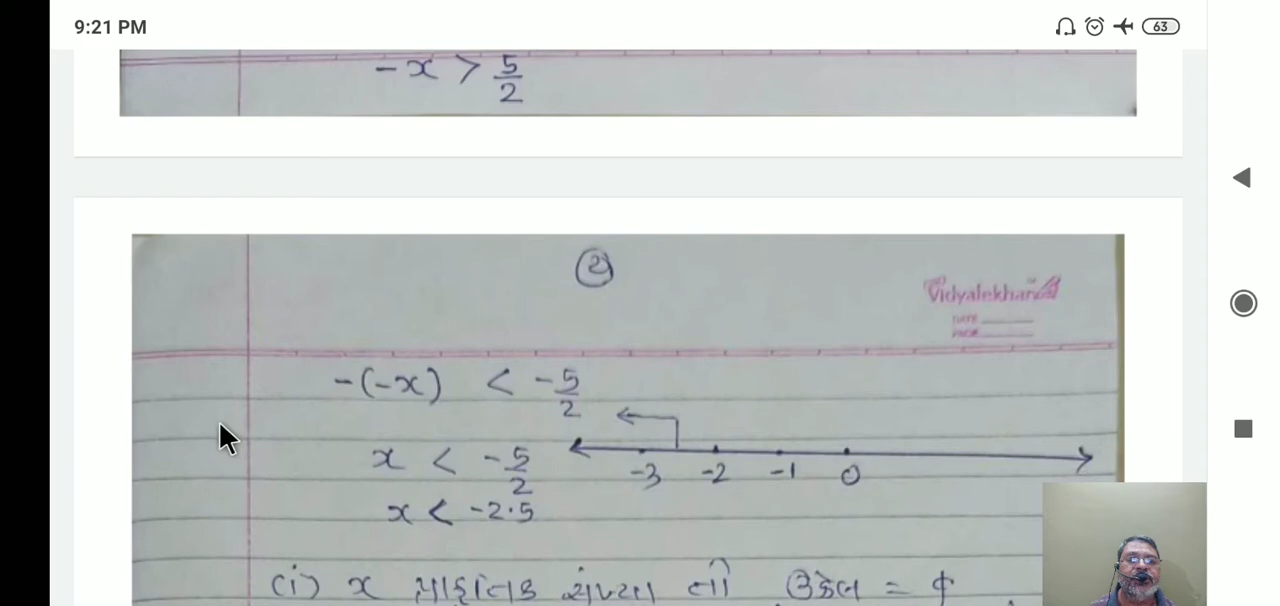 9:21 PM
63
-x > 5/2
②
Vidyalekhan
DATE
-(-x) < -5/2
x < -5/2
-3 -2 -1 0
x < -2.5
(i) x પ્રાકૃતિક સંખ્યા તો ઉકેલ = ф